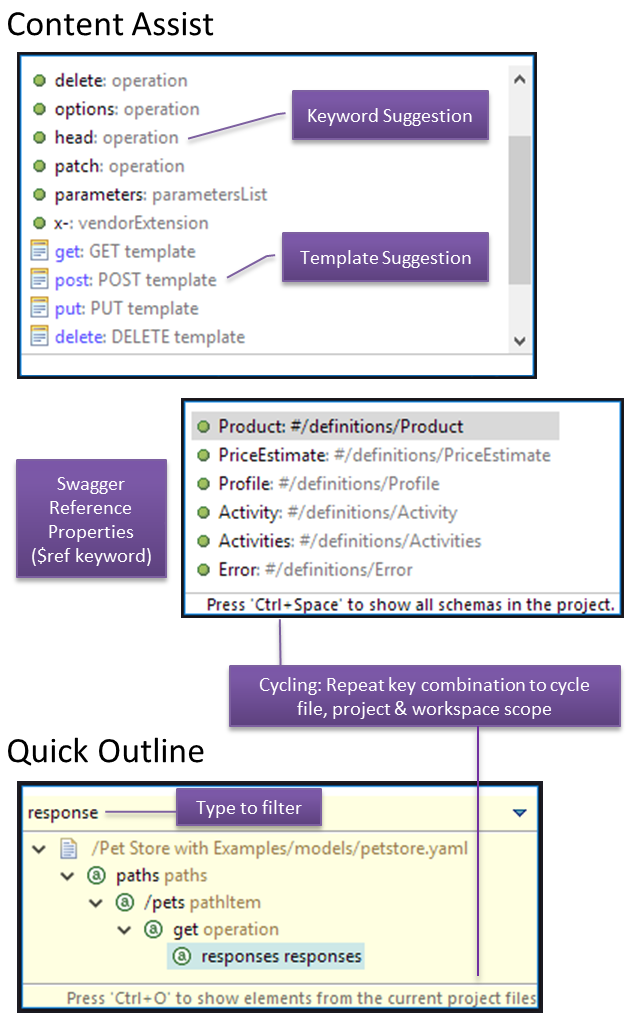 Content Assist
delete: operation
options: operation
head: operation
patch: operation
parameters: parametersList
x-: vendorExtension
get: GET template
post: POST template
put: PUT template
delete: DELETE template
Keyword Suggestion
Template Suggestion
Swagger
Reference
Properties
($ref keyword)
Product: #/definitions/Product
PriceEstimate: #/definitions/PriceEstimate
Profile: #/definitions/Profile
Activity: #/definitions/Activity
Activities: #/definitions/Activities
Error: #/definitions/Error
Press 'Ctrl+Space' to show all schemas in the project.
Cycling: Repeat key combination to cycle
file, project & workspace scope
Quick Outline
response
Type to filter
/Pet Store with Examples/models/petstore.yaml
paths paths
/pets pathItem
get operation
responses responses
Press 'Ctrl+O' to show elements from the current project files